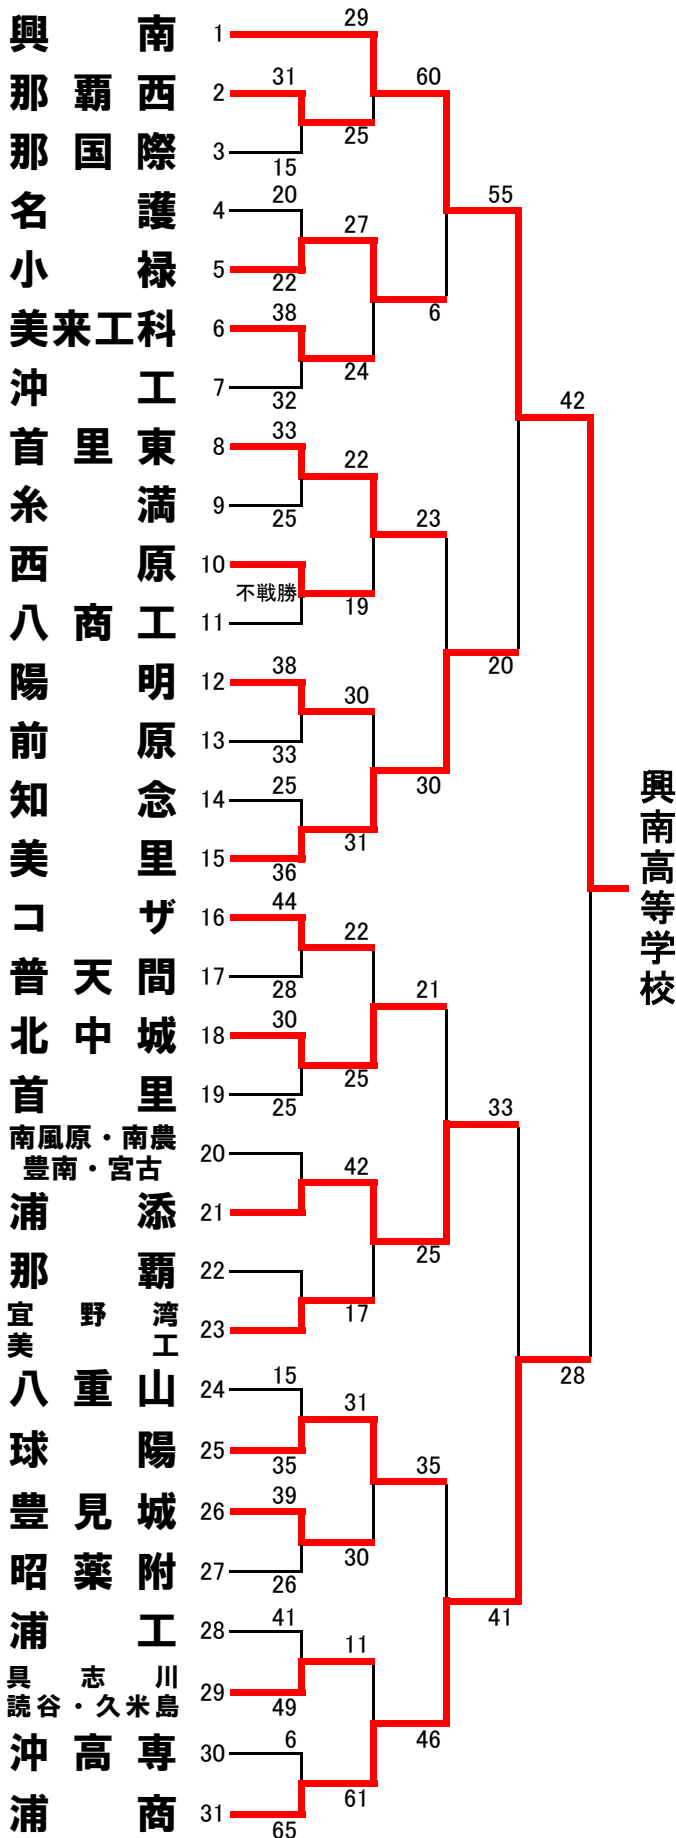 29
興南 1
60
31
那覇西 2
25
那国際 3
15
55
20
名護 4
27
小禄 5
22
6
38
美来工科 6
24
沖工 7
32
42
33
首里東 8
22
糸満 9
25
23
西原 10
不戦勝
19
八商工 11
20
38
陽明 12
30
前原 13
33
30
25
知念 14
31
美里 15
36
興南高等学校
44
コザ 16
22
普天間 17
28
21
30
北中城 18
25
首里 19
25
33
南風原・南農
豊南・宮古
20
42
浦添 21
25
那覇 22
17
宜野湾
美工
23
28
15
八重山 24
31
球陽 25
35
35
39
豊見城 26
30
昭薬附 27
26
41
41
浦工 28
11
具志川
読谷・久米島
29
49
46
6
沖高専 30
61
浦商 31
65